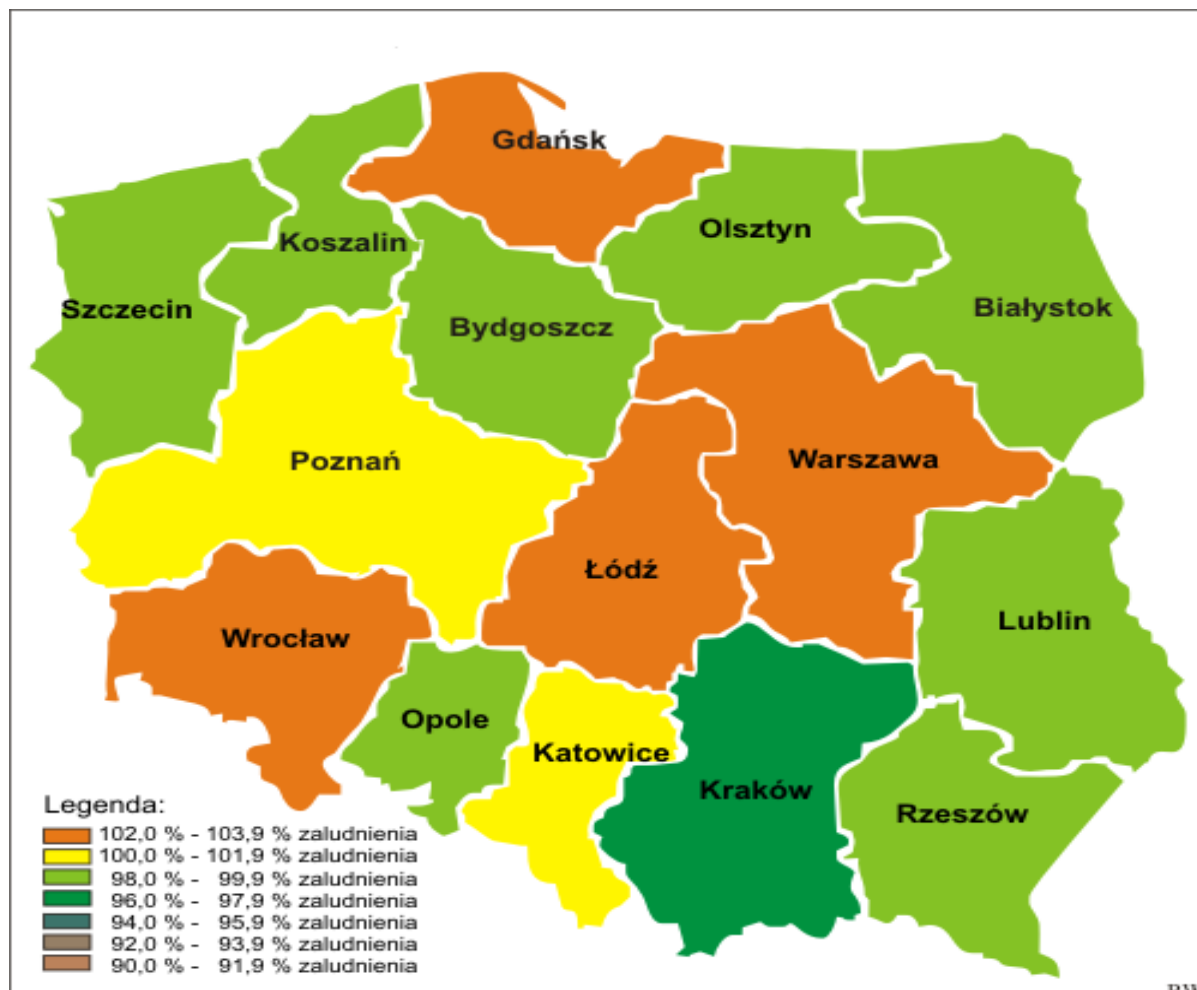 Gdańsk
Olsztyn
Koszalin
Szczecin
Białystok
Bydgoszcz
Poznań
Warszawa
Łódź
Lublin
Wrocław
Opole
Katowice
Kraków
Rzeszów
Legenda:
102,0 % - 103,9 % zaludnienia
100,0 % - 101,9 % zaludnienia
98,0 % - 99,9 % zaludnienia
96,0 % - 97,9 % zaludnienia
94,0 % - 95,9 % zaludnienia
92,0 % - 93,9 % zaludnienia
90,0 % - 91,9 % zaludnienia